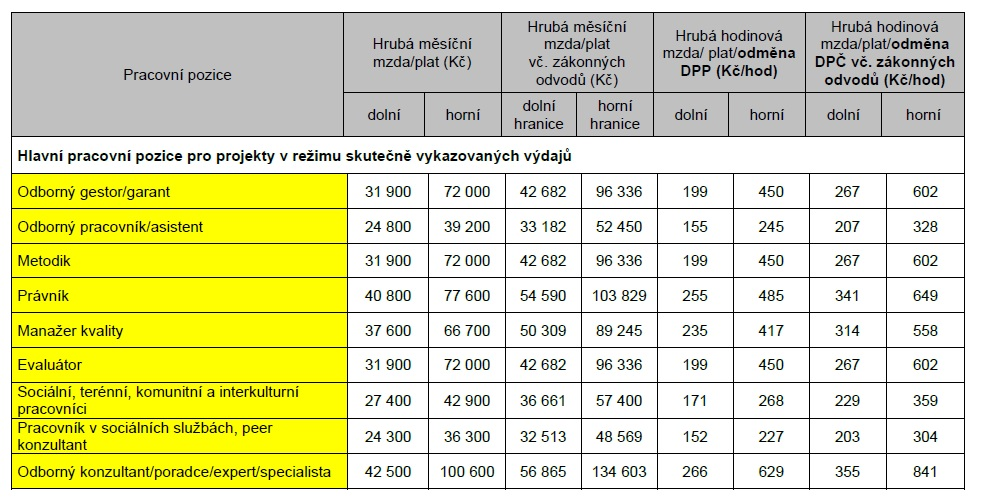 Pracovní pozice
Hrubá měsíční
mzda/plat (Kč)
Hrubá měsíční
mzda/plat
vč. zákonných
odvodů (Kč)
Hrubá hodinová
mzda/ plat/odměna
DPP (Kč/hod)
Hrubá hodinová
mzda/plat/odměna
DPČ vč. zákonných
odvodů (Kč/hod)
dolní horní dolní hranice horní hranice dolní horní dolní horní
Hlavní pracovní pozice pro projekty v režimu skutečně vykazovaných výdajů
Odborný gestor/garant 31 900 72 000 42 682 96 336 199 450 267 602
Odborný pracovník/asistent 24 800 39 200 33 182 52 450 155 245 207 328
Metodik 31 900 72 000 42 682 96 336 199 450 267 602
Právník 40 800 77 600 54 590 103 829 255 485 341 649
Manažer kvality 37 600 66 700 50 309 89 245 235 417 314 558
Evaluátor 31 900 72 000 42 682 96 336 199 450 267 602
Sociální, terénní, komunitní a interkulturní
pracovníci 27 400 42 900 36 661 57 400 171 268 229 359
Pracovník v sociálních službách, peer
konzultant 24 300 36 300 32 513 48 569 152 227 203 304
Odborný konzultant/poradce/expert/specialista 42 500 100 600 56 865 134 603 266 629 355 841